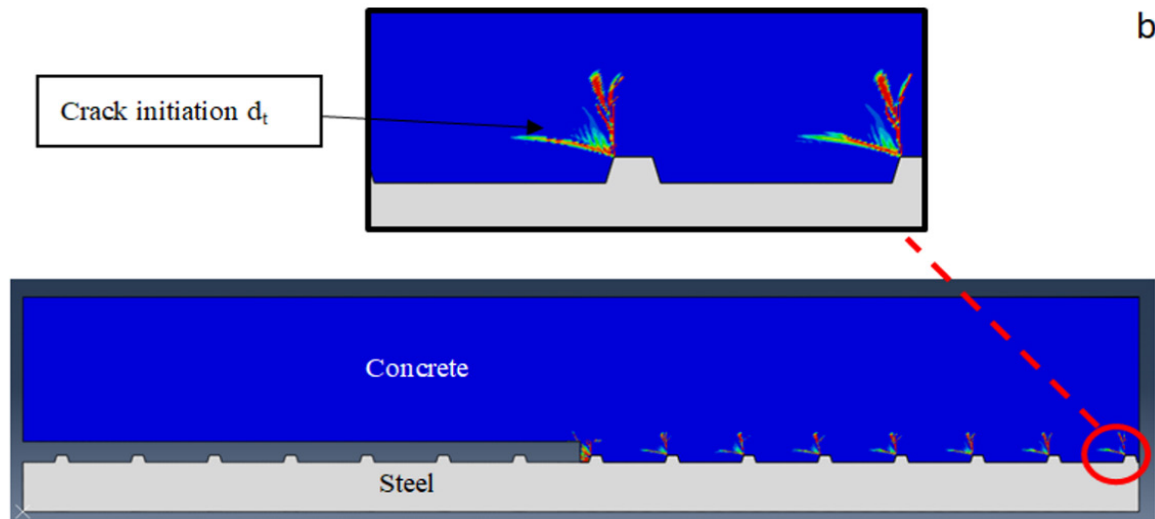 b
Crack initiation dₜ
Concrete
Steel